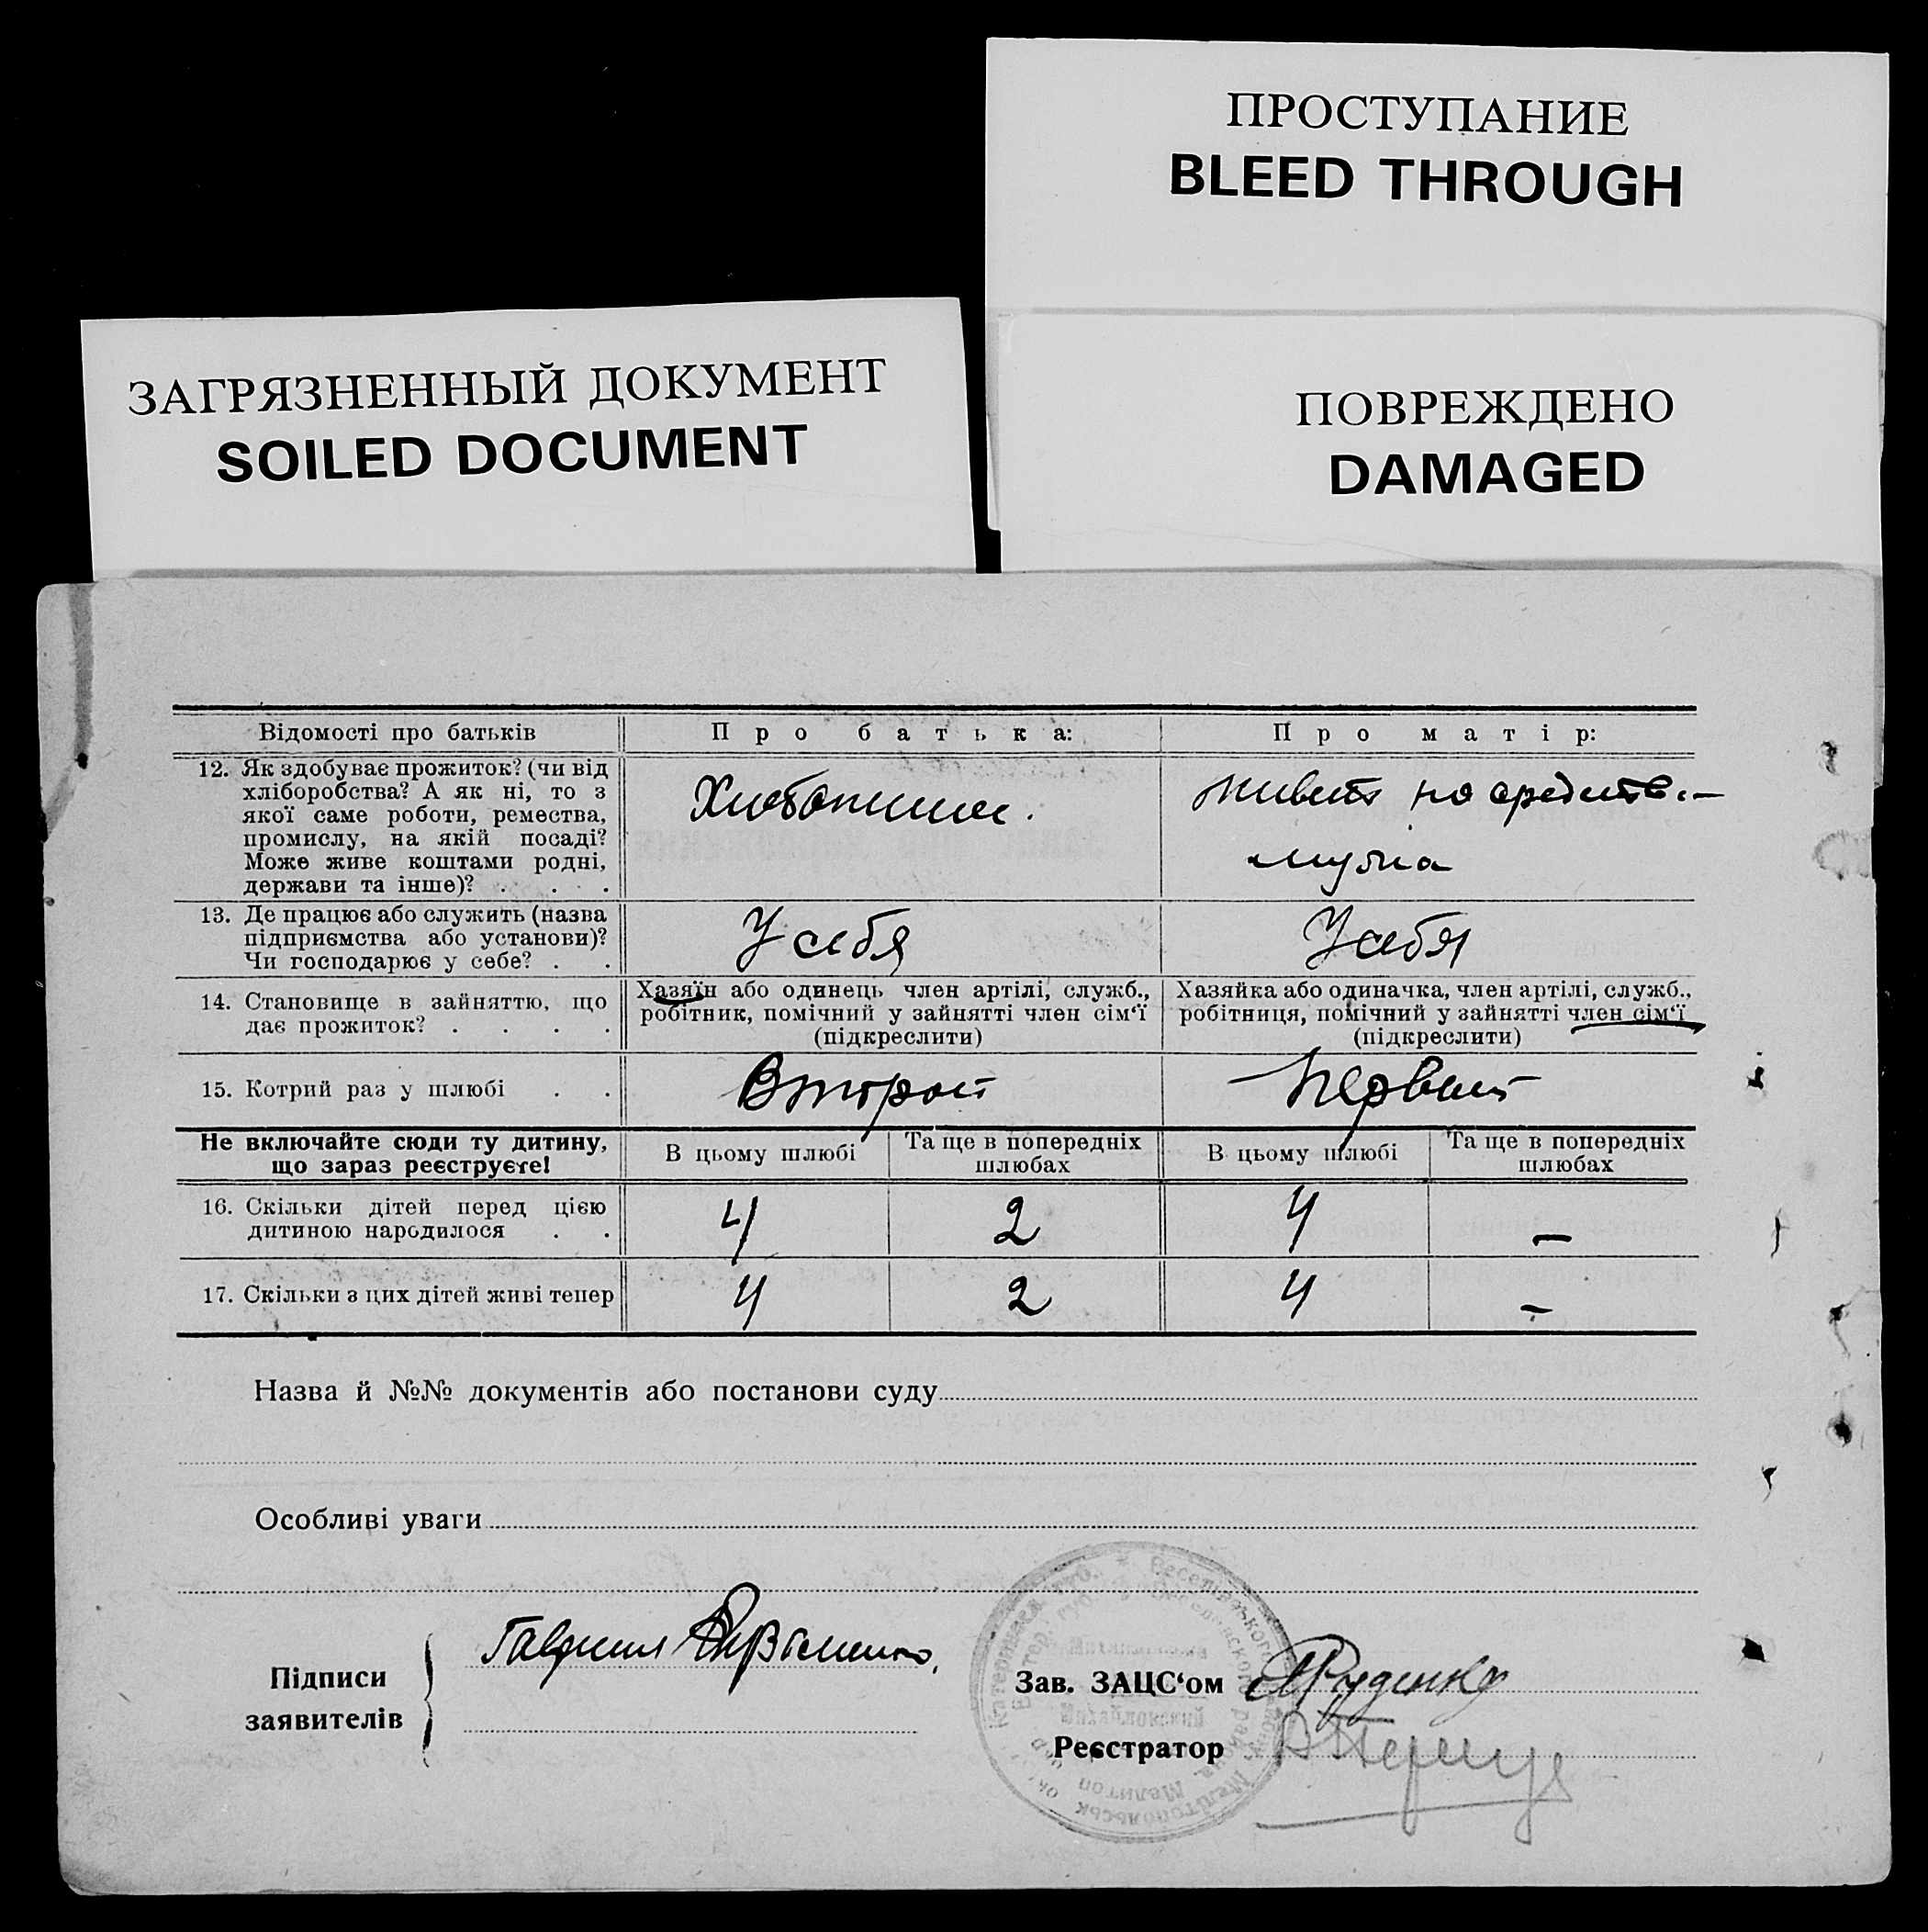 ПРОСТУПАНИЕ
BLEED THROUGH
ЗАГРЯЗНЕННЫЙ ДОКУМЕНТ
SOILED DOCUMENT
ПОВРЕЖДЕНО
DAMAGED
Відомості про батьків Про батька: Про матір:
12. Як здобуває прожиток? (чи від
хліборобства? А як ні, то з
якої саме роботи, ремества,
промислу, на якій посаді?
Може живе коштами родні,
держави та інше)? . . .
живет на средства
мужа
13. Де працює або служить (назва
підприємства або установи)?
Чи господарює у себе? . .
У себя У себя
14. Становище в зайняттю, що
дає прожиток? . . . .
Хазяїн або одинець член артілі, служб.,
робітник, помічний у зайнятті член сім‘ї
(підкреслити)
Хазяйка або одиначка, член артілі, служб.,
робітниця, помічний у зайнятті член сім‘ї
(підкреслити)
15. Котрий раз у шлюбі . . Второй Первый
Не включайте сюди ту дитину,
що зараз реєструєте!
В цьому шлюбі Та ще в попередніх
шлюбах
В цьому шлюбі Та ще в попередніх
шлюбах
16. Скільки дітей перед цією
дитиною народилося . .
4 2 4 –
17. Скільки з цих дітей живі тепер 4 2 4 –
Назва й №№ документів або постанови суду
Особливі уваги
Підписи
заявителів
Гавриил
Зав. ЗАЦС‘ом Руденко
Реєстратор